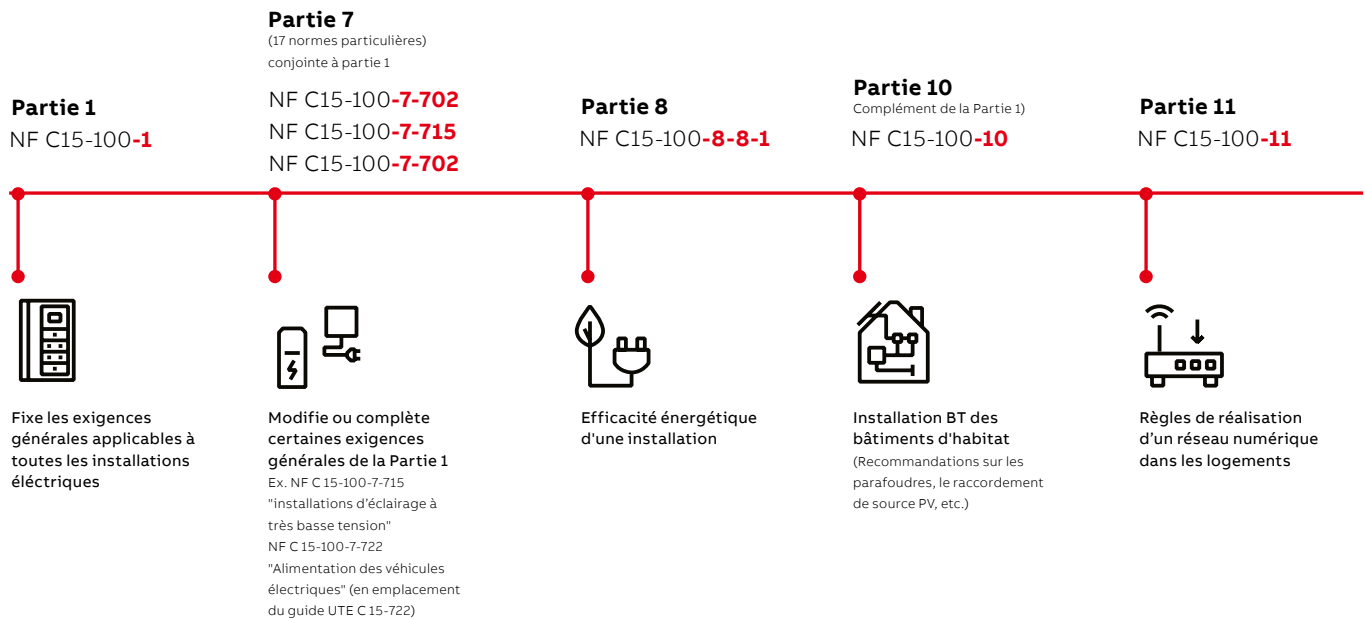 Partie 1
NF C15-100-1
Fixe les exigences
générales applicables à
toutes les installations
éléctriques
Partie 7
(17 normes particulières)
conjointe à partie 1
NF C15-100-7-702
NF C15-100-7-715
NF C15-100-7-702
Modifie ou complète
certaines exigences
générales de la Partie 1
Ex. NF C 15-100-7-715
"installations d'éclairage à
très basse tension"
NF C 15-100-7-722
"Alimentation des véhicules
électriques" (en emplacement
du guide UTE C 15-722)
Partie 8
NF C15-100-8-8-1
Efficacité énergétique
d'une installation
Partie 10
Complément de la Partie 1)
NF C15-100-10
Installation BT des
bâtiments d'habitat
(Recommandations sur les
parafoudres, le raccordement
de source PV, etc.)
Partie 11
NF C15-100-11
Règles de réalisation
d'un réseau numérique
dans les logements